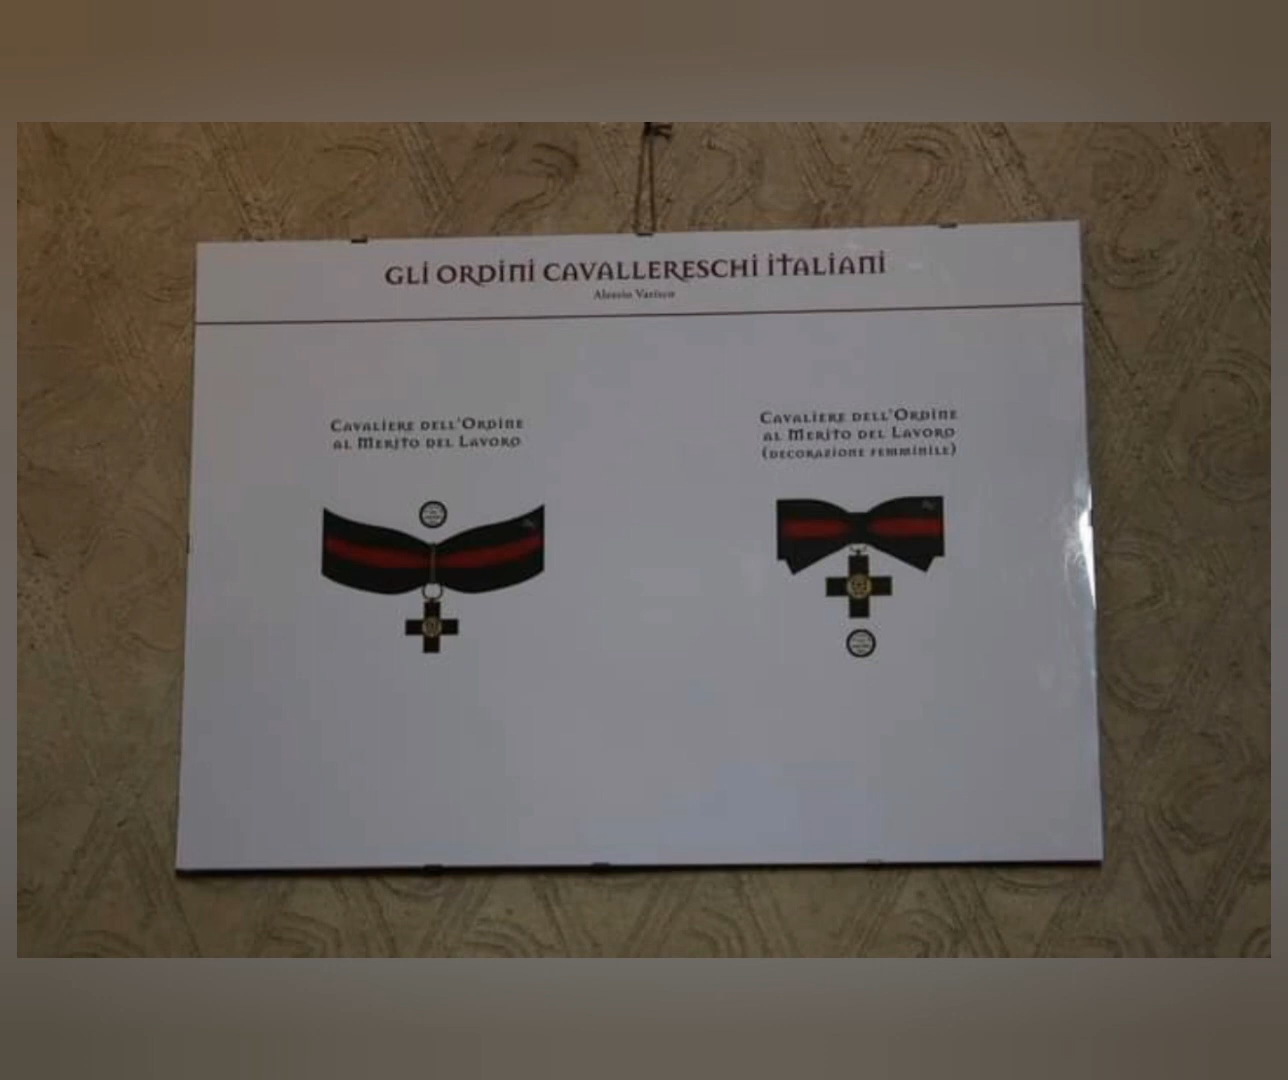 GLI ORDINI CAVALLERESCHI ITALIANI
Alessio Varisco
CAVALIERE DELL'ORDINE
AL MERITO DEL LAVORO
CAVALIERE DELL'ORDINE
AL MERITO DEL LAVORO
(DECORAZIONE FEMMINILE)